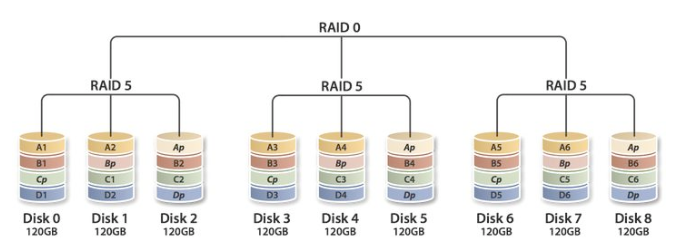 RAID 0
RAID 5 RAID 5 RAID 5
A1 A2 Ap A3 A4 Ap A5 A6 Ap
B1 Bp B2 B3 Bp B4 B5 Bp B6
Cp C1 C2 Cp C3 C4 Cp C5 C6
D1 D2 Dp D3 D4 Dp D5 D6 Dp
Disk 0 Disk 1 Disk 2 Disk 3 Disk 4 Disk 5 Disk 6 Disk 7 Disk 8
120GB 120GB 120GB 120GB 120GB 120GB 120GB 120GB 120GB